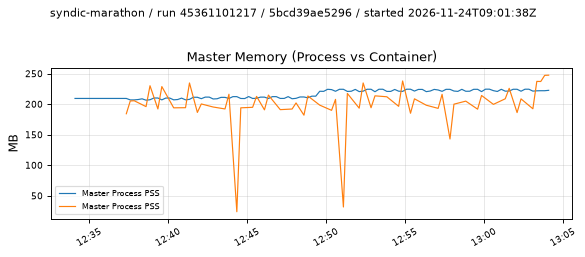 syndic-marathon / run 45361101217 / 5bcd39ae5296 / started 2026-11-24T09:01:38Z
Master Memory (Process vs Container)
MB
250
200
150
100
50
Master Process PSS
Master Process PSS
12:35
12:40
12:45
12:50
12:55
13:00
13:05